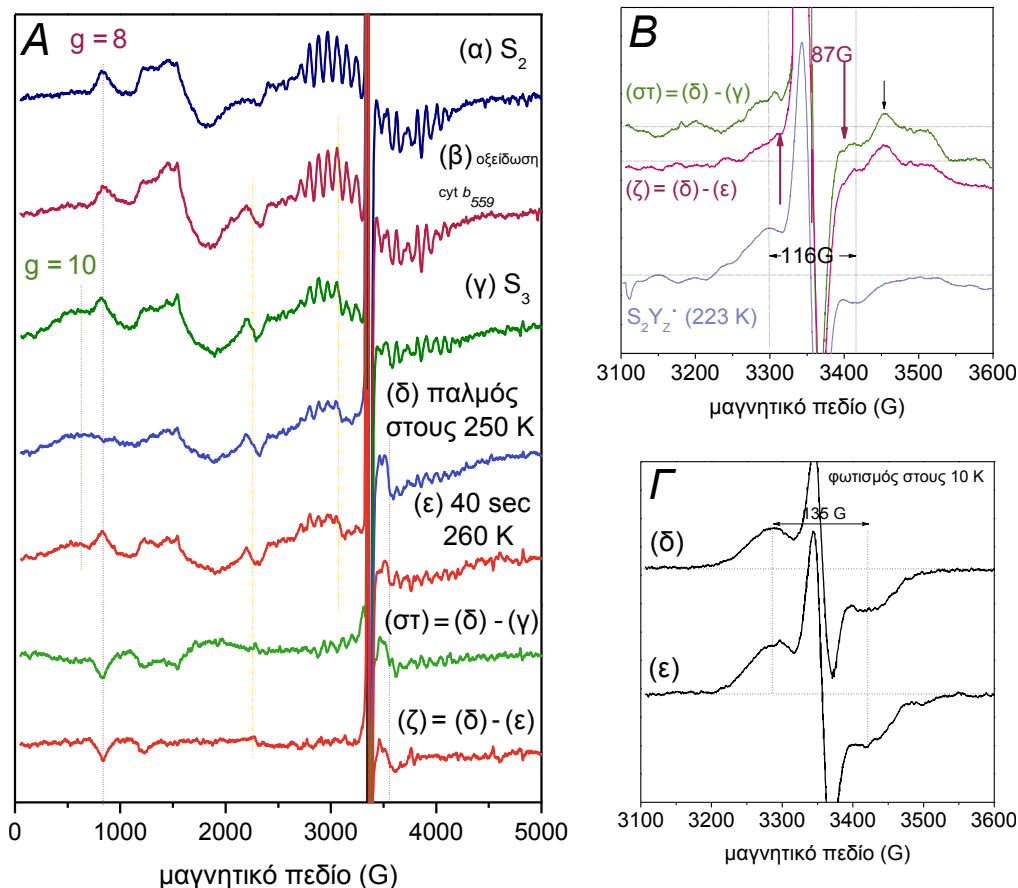 A
g = 8
(α) S2
(β) οξείδωση
cyt b559
g = 10
(γ) S3
(δ) παλμός
στους 250 K
(ε) 40 sec
260 K
(στ) = (δ) - (γ)
(ζ) = (δ) - (ε)
0 1000 2000 3000 4000 5000
μαγνητικό πεδίο (G)
B
87G
(στ) = (δ) - (γ)
(ζ) = (δ) - (ε)
116G
S2YZ• (223 K)
3100 3200 3300 3400 3500 3600
μαγνητικό πεδίο (G)
Γ
φωτισμός στους 10 K
135 G
(δ)
(ε)
3100 3200 3300 3400 3500 3600
μαγνητικό πεδίο (G)